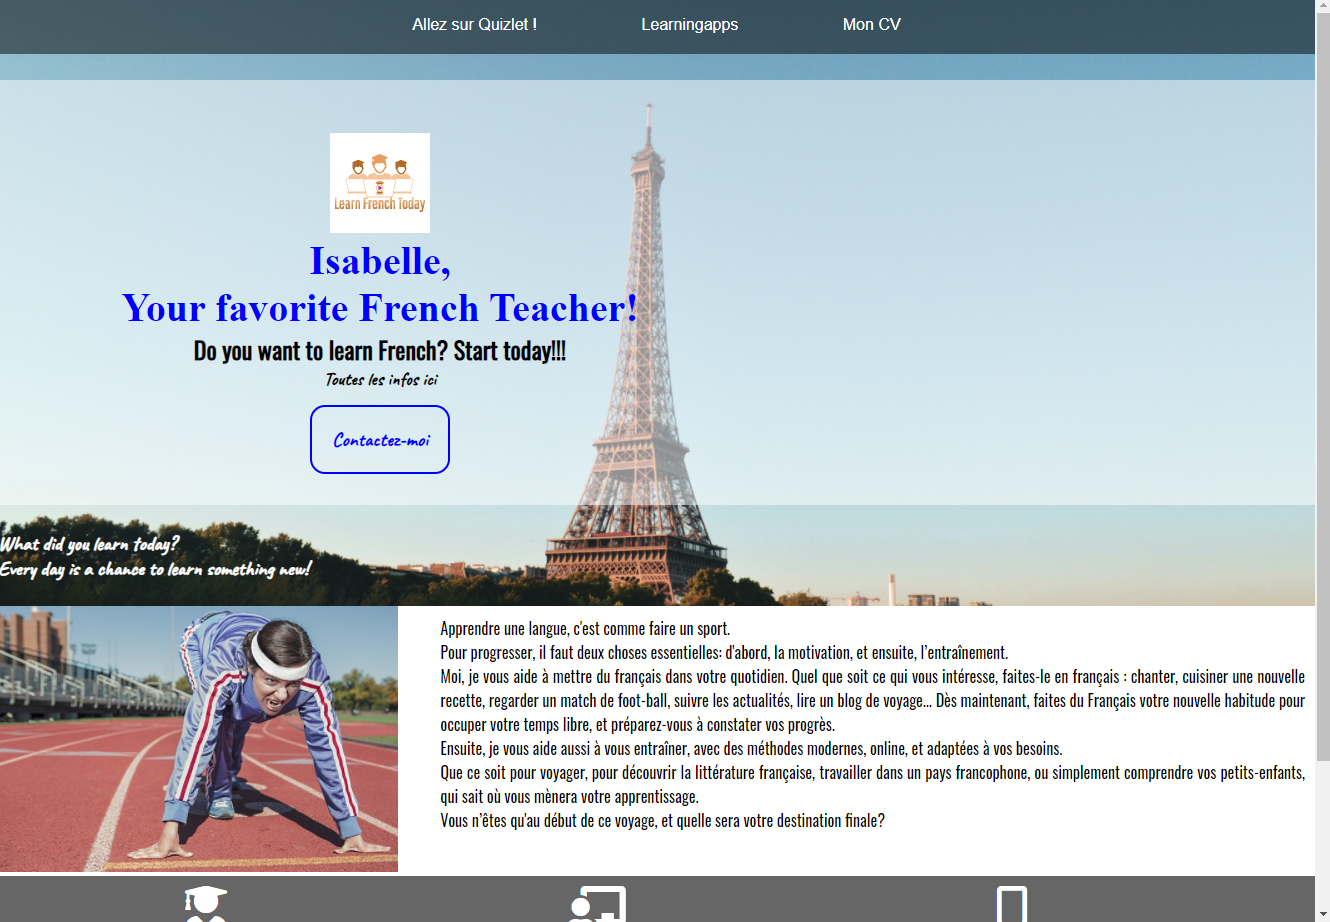 Allez sur Quizlet !
Learningapps
Mon CV
Learn French Today
Isabelle,
Your favorite French Teacher!
Do you want to learn French? Start today!!!
Toutes les infos ici
Contactez-moi
What did you learn today?
Every day is a chance to learn something new!
Apprendre une langue, c'est comme faire un sport.
Pour progresser, il faut deux choses essentielles: d'abord, la motivation, et ensuite, l’entraînement.
Moi, je vous aide à mettre du français dans votre quotidien. Quel que soit ce qui vous intéresse, faites-le en français : chanter, cuisiner une nouvelle
recette, regarder un match de foot-ball, suivre les actualités, lire un blog de voyage... Dès maintenant, faites du Français votre nouvelle habitude pour
occuper votre temps libre, et préparez-vous à constater vos progrès.
Ensuite, je vous aide aussi à vous entraîner, avec des méthodes modernes, online, et adaptées à vos besoins.
Que ce soit pour voyager, pour découvrir la littérature française, travailler dans un pays francophone, ou simplement comprendre vos petits-enfants,
qui sait où vous mènera votre apprentissage.
Vous n’êtes qu'au début de ce voyage, et quelle sera votre destination finale?